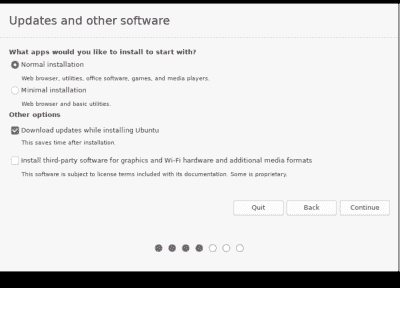 Updates and other software
What apps would you like to install to start with?
Normal installation
Web browser, utilities, office software, games, and media players.
Minimal installation
Web browser and basic utilities.
Other options
Download updates while installing Ubuntu
This saves time after installation.
Install third-party software for graphics and Wi-Fi hardware and additional media formats
This software is subject to license terms included with its documentation. Some is proprietary.
Quit
Back
Continue